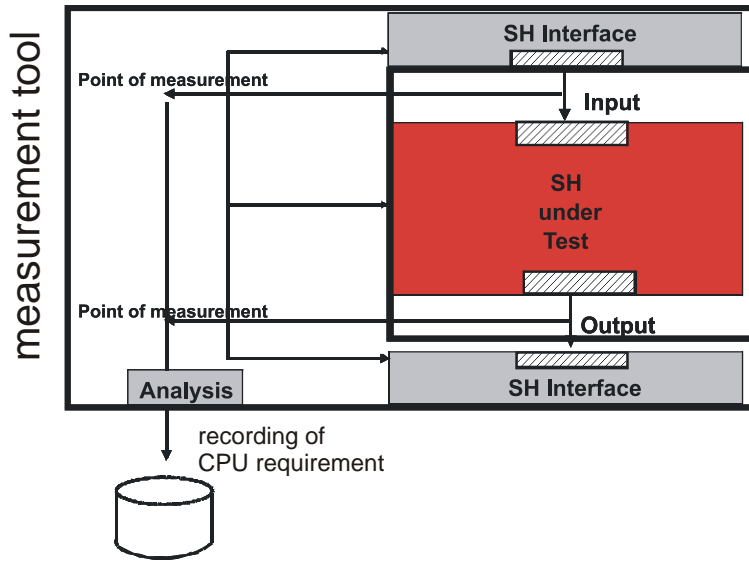 measurement tool
SH Interface
Point of measurement
Input
SH
under
Test
Point of measurement
Output
Analysis
SH Interface
recording of
CPU requirement